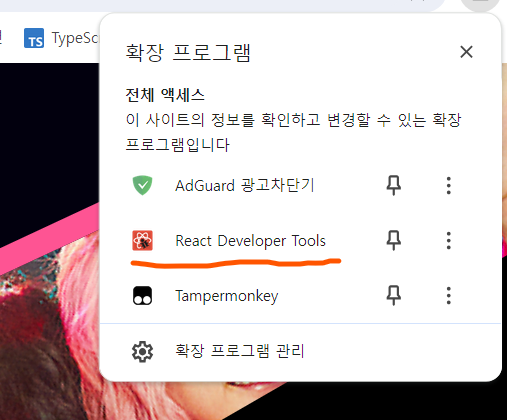 TS TypeSc
확장 프로그램
전체 액세스
이 사이트의 정보를 확인하고 변경할 수 있는 확장
프로그램입니다
AdGuard 광고차단기
React Developer Tools
Tampermonkey
확장 프로그램 관리